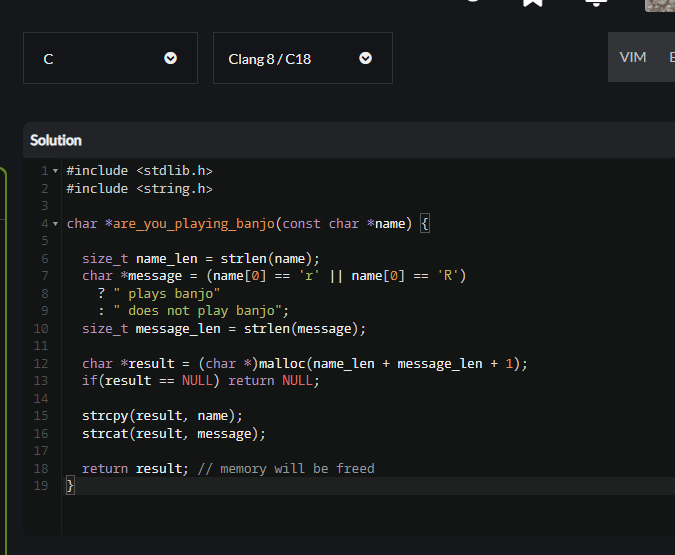 C
Clang 8 / C18
VIM
E
Solution
1 #include <stdlib.h>
2 #include <string.h>
3
4 char *are_you_playing_banjo(const char *name) {
5
6 size_t name_len = strlen(name);
7 char *message = (name[0] == 'r' || name[0] == 'R')
8 ? " plays banjo"
9 : " does not play banjo";
10 size_t message_len = strlen(message);
11
12 char *result = (char *)malloc(name_len + message_len + 1);
13 if(result == NULL) return NULL;
14
15 strcpy(result, name);
16 strcat(result, message);
17
18 return result; // memory will be freed
19 }